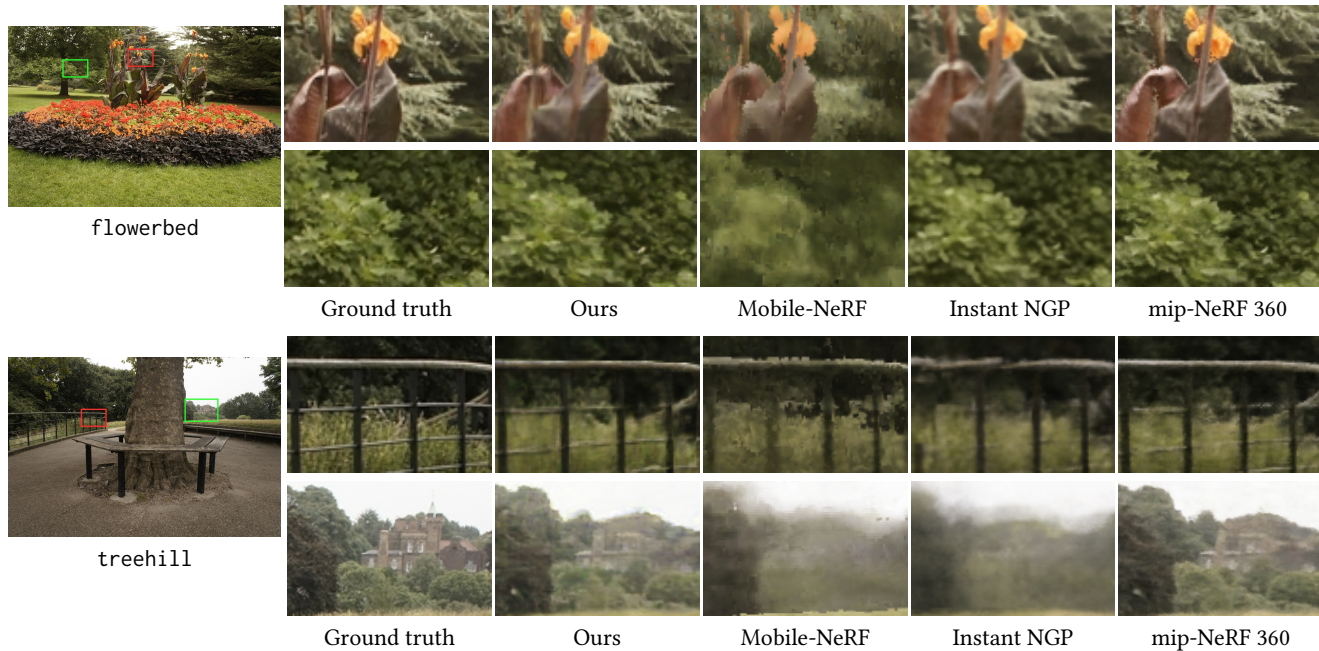 flowerbed
Ground truth Ours Mobile-NeRF Instant NGP mip-NeRF 360
treehill
Ground truth Ours Mobile-NeRF Instant NGP mip-NeRF 360